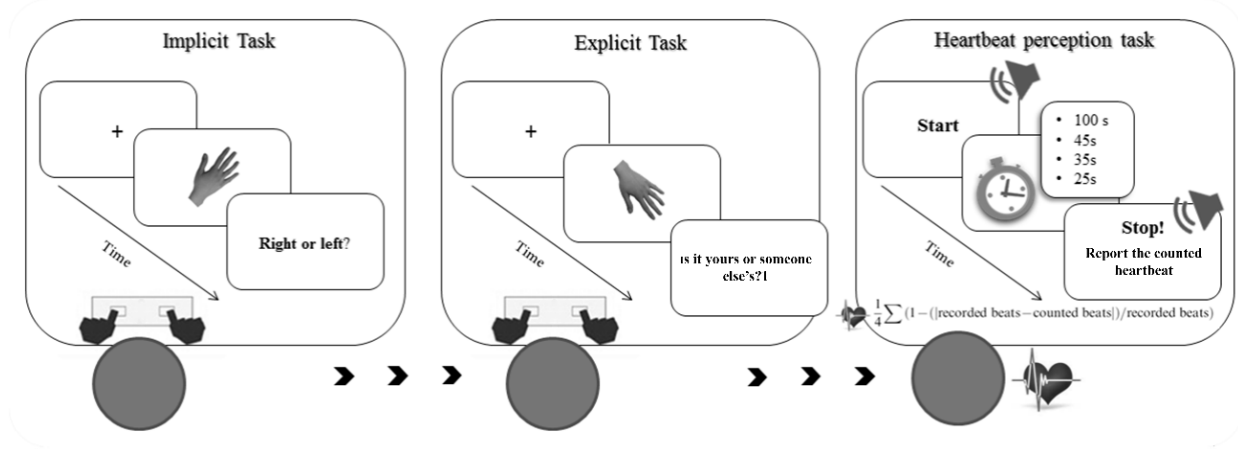 Implicit Task
+
Right or left?
Time
Explicit Task
+
is it yours or someone
else's?1
Time
Heartbeat perception task
Start
• 100 s
• 45s
• 35s
• 25s
Stop!
Report the counted
heartbeat
Time
1/4 ∑ (1−(|recorded beats−counted beats|)/recorded beats)